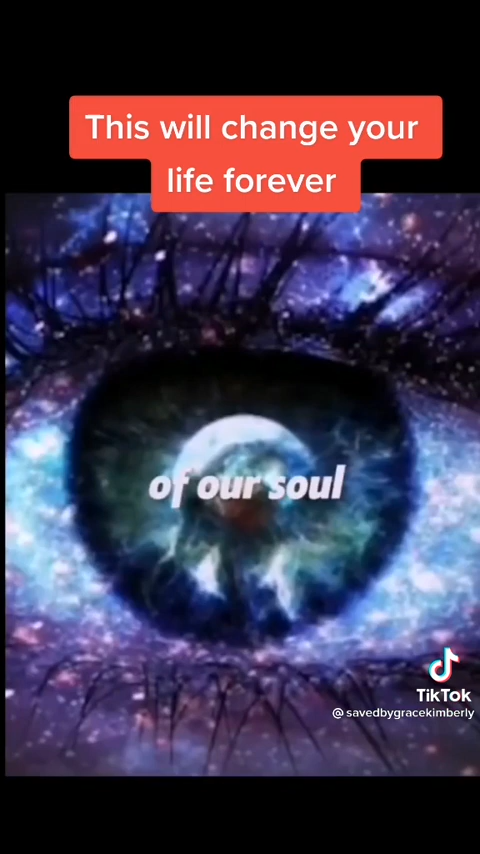 This will change your
life forever
of our soul
TikTok
@savedbygracekimberly